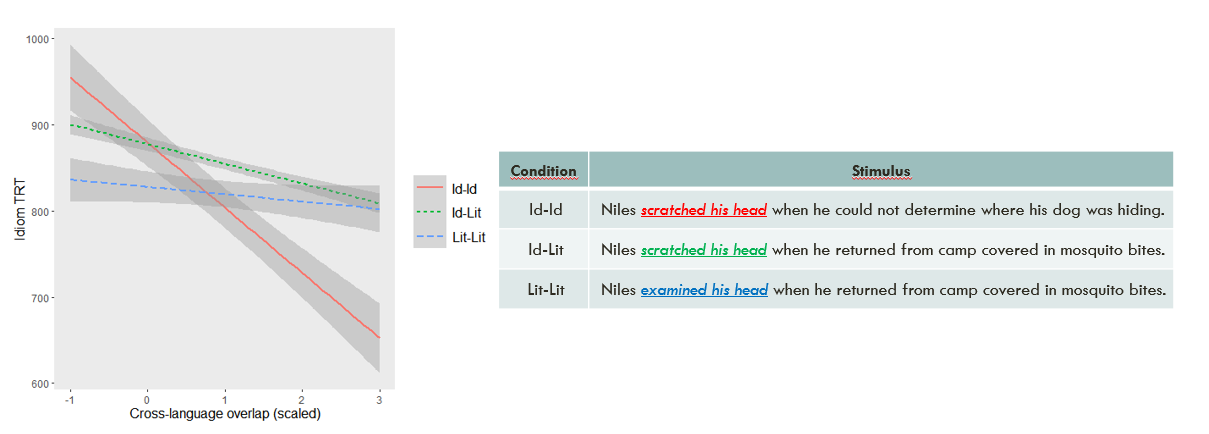 1000
900
800
700
600
Idiom TRT
-1 0 1 2 3
Cross-language overlap (scaled)
Id-Id
Id-Lit
Lit-Lit
Condition Stimulus
Id-Id Niles scratched his head when he could not determine where his dog was hiding.
Id-Lit Niles scratched his head when he returned from camp covered in mosquito bites.
Lit-Lit Niles examined his head when he returned from camp covered in mosquito bites.